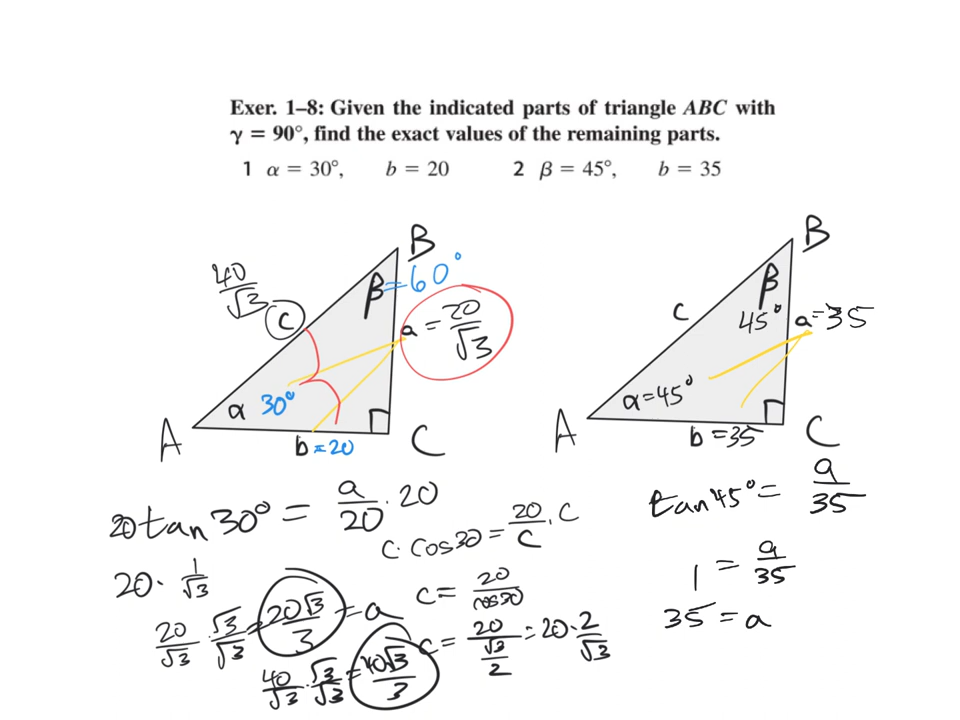 Exer. 1–8: Given the indicated parts of triangle ABC with
γ = 90°, find the exact values of the remaining parts.
1 α = 30°, b = 20 2 β = 45°, b = 35
B
β = 60°
40/√3
c
a = 20/√3
α 30°
A
b = 20
C
B
β
45°
c
a = 35
α = 45°
A
b = 35
C
20 tan 30° = a/20 · 20
20 · 1/√3
20/√3 · √3/√3 = 20√3/3 = a
c · cos 30 = 20/c · c
c = 20/cos 30
c = 20/(√3/2) = 20 · 2/√3
40/√3 · √3/√3 = 40√3/3
tan 45° = a/35
1 = a/35
35 = a